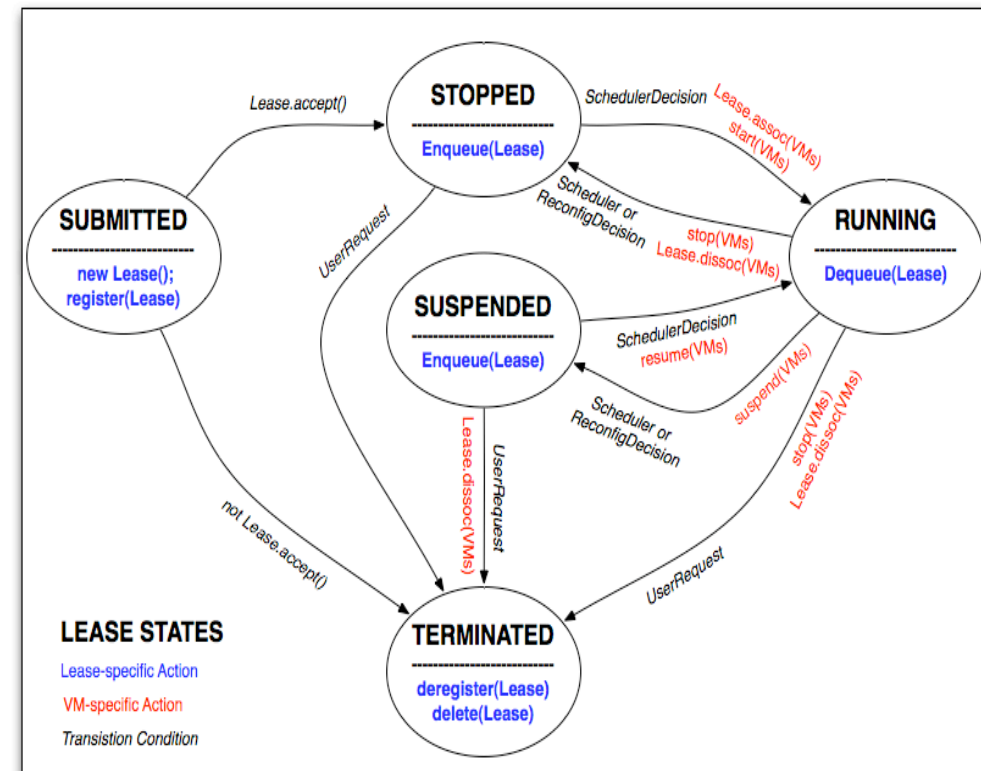 Lease.accept()
STOPPED
----------------------------
Enqueue(Lease)
SchedulerDecision
Lease.assoc(VMs)
start(VMs)
SUBMITTED
----------------------------
new Lease();
register(Lease)
UserRequest
Scheduler or
ReconfigDecision
stop(VMs)
Lease.dissoc(VMs)
RUNNING
----------------------------
Dequeue(Lease)
SUSPENDED
----------------------------
Enqueue(Lease)
SchedulerDecision
resume(VMs)
suspend(VMs)
Scheduler or
ReconfigDecision
stop(VMs)
Lease.dissoc(VMs)
Lease.dissoc(VMs)
UserRequest
not Lease.accept()
UserRequest
TERMINATED
----------------------------
deregister(Lease)
delete(Lease)
LEASE STATES
Lease-specific Action
VM-specific Action
Transistion Condition